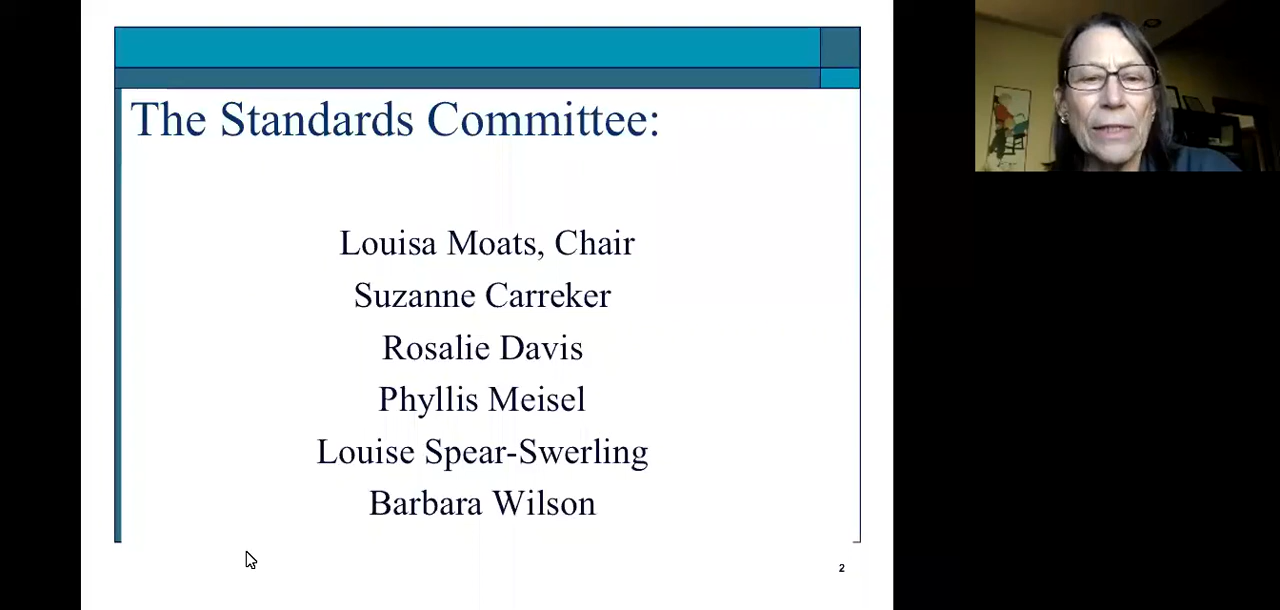 The Standards Committee:
Louisa Moats, Chair
Suzanne Carreker
Rosalie Davis
Phyllis Meisel
Louise Spear-Swerling
Barbara Wilson
2